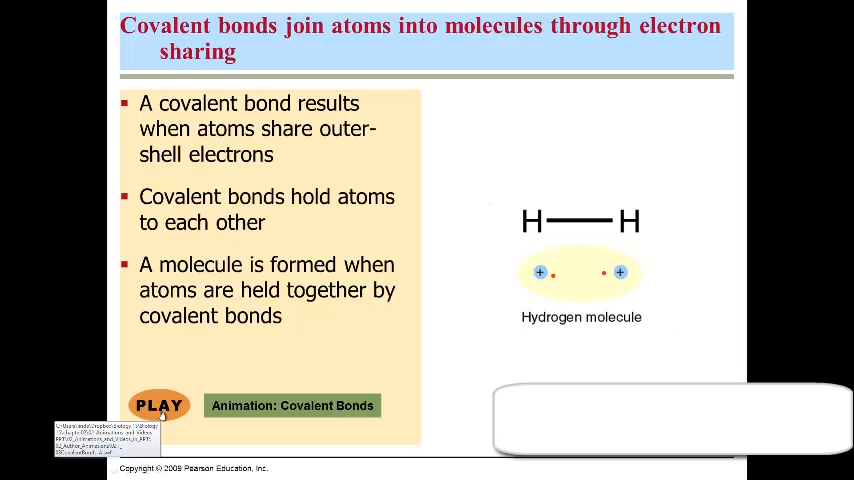 Covalent bonds join atoms into molecules through electron
sharing
A covalent bond results
when atoms share outer-
shell electrons
Covalent bonds hold atoms
to each other
A molecule is formed when
atoms are held together by
covalent bonds
H H
+ +
Hydrogen molecule
PLAY
Animation: Covalent Bonds
Copyright © 2009 Pearson Education, Inc.